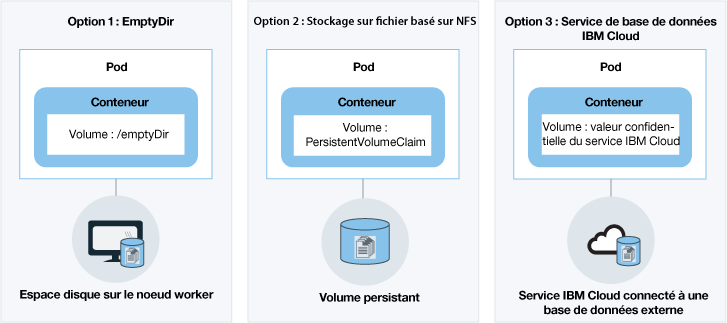 Option 1 : EmptyDir
Pod
Conteneur
Volume : /emptyDir
Espace disque sur le noeud worker
Option 2 : Stockage sur fichier basé sur NFS
Pod
Conteneur
Volume :
PersistentVolumeClaim
Volume persistant
Option 3 : Service de base de données
IBM Cloud
Pod
Conteneur
Volume : valeur confiden-
tielle du service IBM Cloud
Service IBM Cloud connecté à une
base de données externe